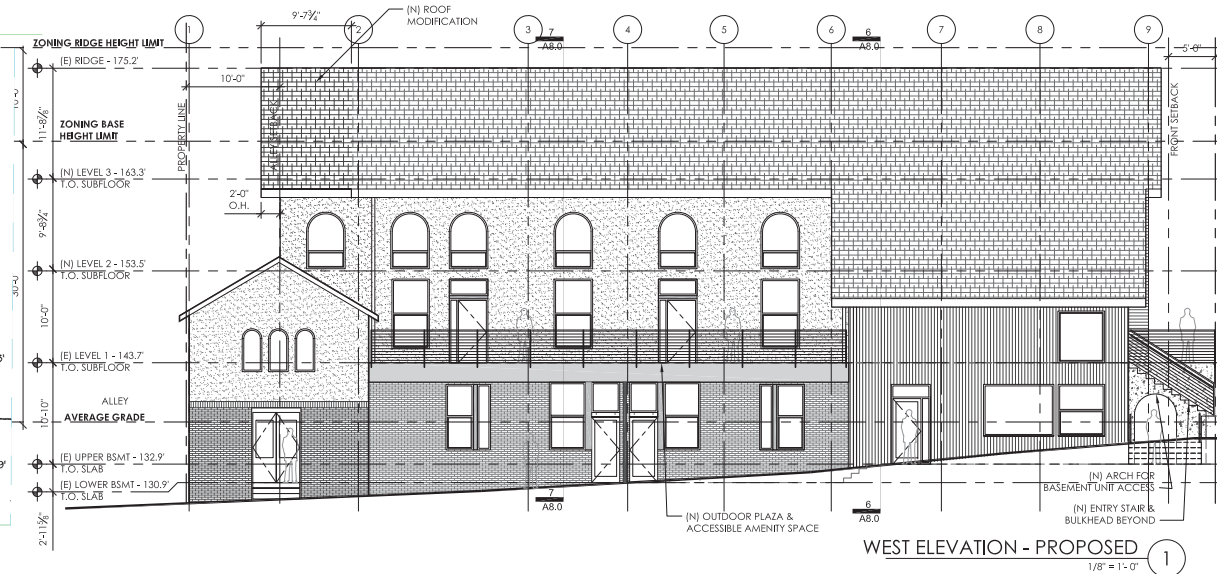 9'-7¾"
(N) ROOF
MODIFICATION
1
2
3
4
5
6
7
8
9
7
A8.0
6
A8.0
ZONING RIDGE HEIGHT LIMIT
(E) RIDGE - 175.2'
5'-0"
10'-0"
11'-8⅞"
ZONING BASE
HEIGHT LIMIT
PROPERTY LINE
ALLEY SETBACK
FRONT SETBACK
(N) LEVEL 3 - 163.3'
T.O. SUBFLOOR
2'-0"
O.H.
9'-8¾"
(N) LEVEL 2 - 153.5'
T.O. SUBFLOOR
10'-0"
(E) LEVEL 1 - 143.7'
T.O. SUBFLOOR
ALLEY
10'-10"
AVERAGE GRADE
(E) UPPER BSMT - 132.9'
T.O. SLAB
(E) LOWER BSMT - 130.9'
T.O. SLAB
2'-11⅝"
7
A8.0
6
A8.0
(N) OUTDOOR PLAZA &
ACCESSIBLE AMENITY SPACE
(N) ARCH FOR
BASEMENT UNIT ACCESS
(N) ENTRY STAIR &
BULKHEAD BEYOND
WEST ELEVATION - PROPOSED
1
1/8" = 1'- 0"